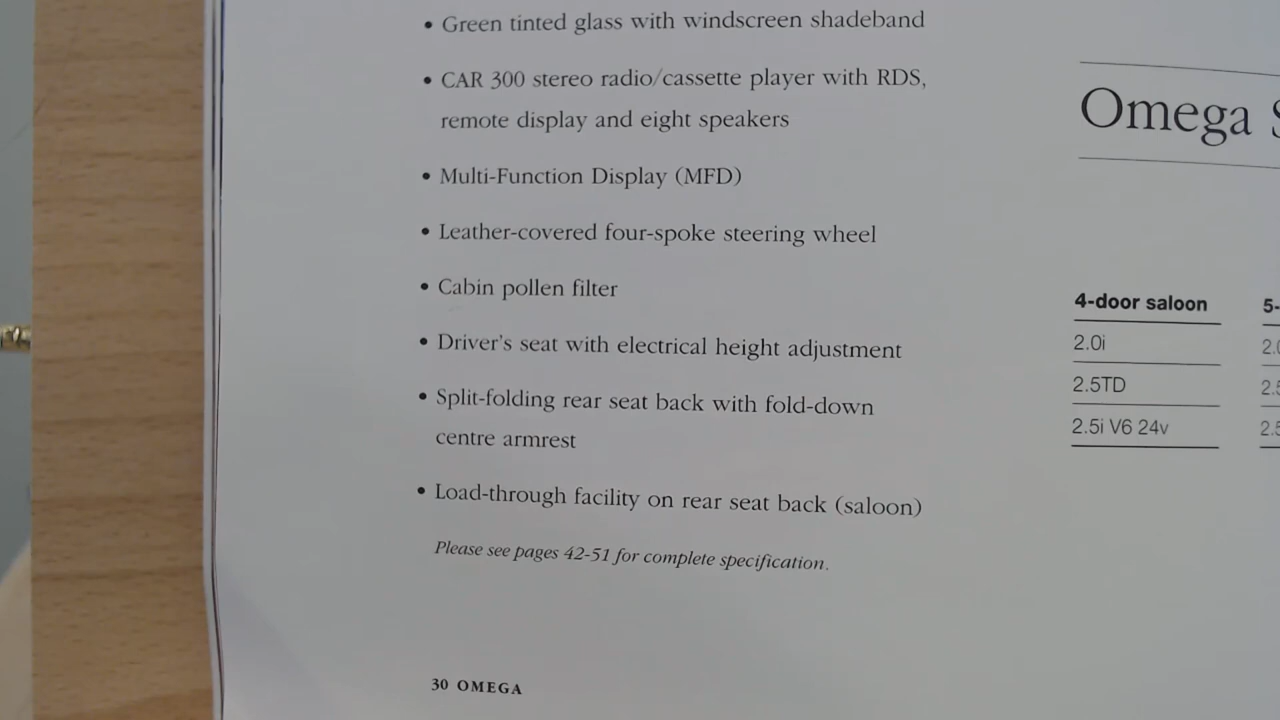 • Green tinted glass with windscreen shadeband
• CAR 300 stereo radio/cassette player with RDS,
remote display and eight speakers
• Multi-Function Display (MFD)
• Leather-covered four-spoke steering wheel
• Cabin pollen filter
• Driver's seat with electrical height adjustment
• Split-folding rear seat back with fold-down
centre armrest
• Load-through facility on rear seat back (saloon)
Please see pages 42-51 for complete specification.
30 OMEGA
Omega
4-door saloon
2.0i
2.5TD
2.5i V6 24v